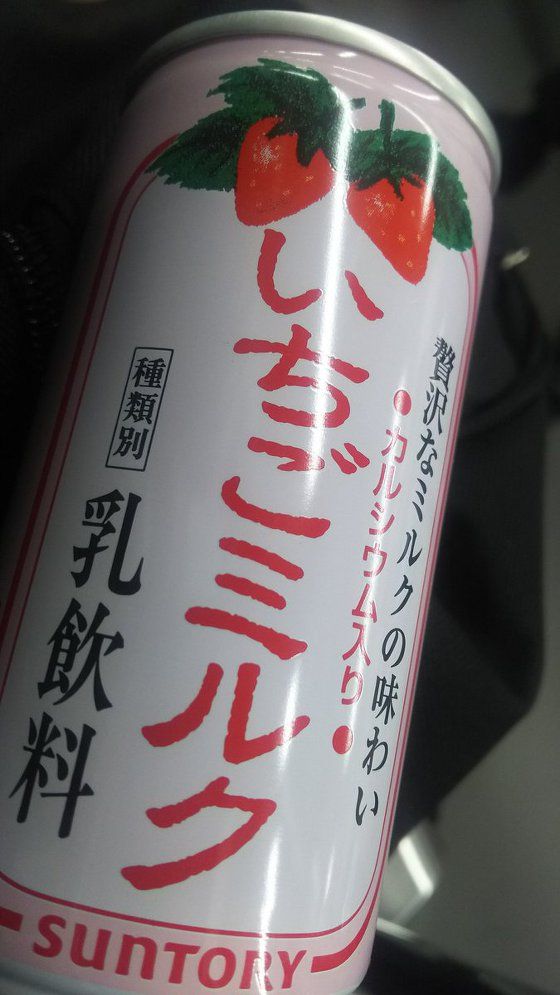 贅沢なミルクの味わい
●カルシウム入り●
いちごミルク
種類別
乳飲料
SUNTORY